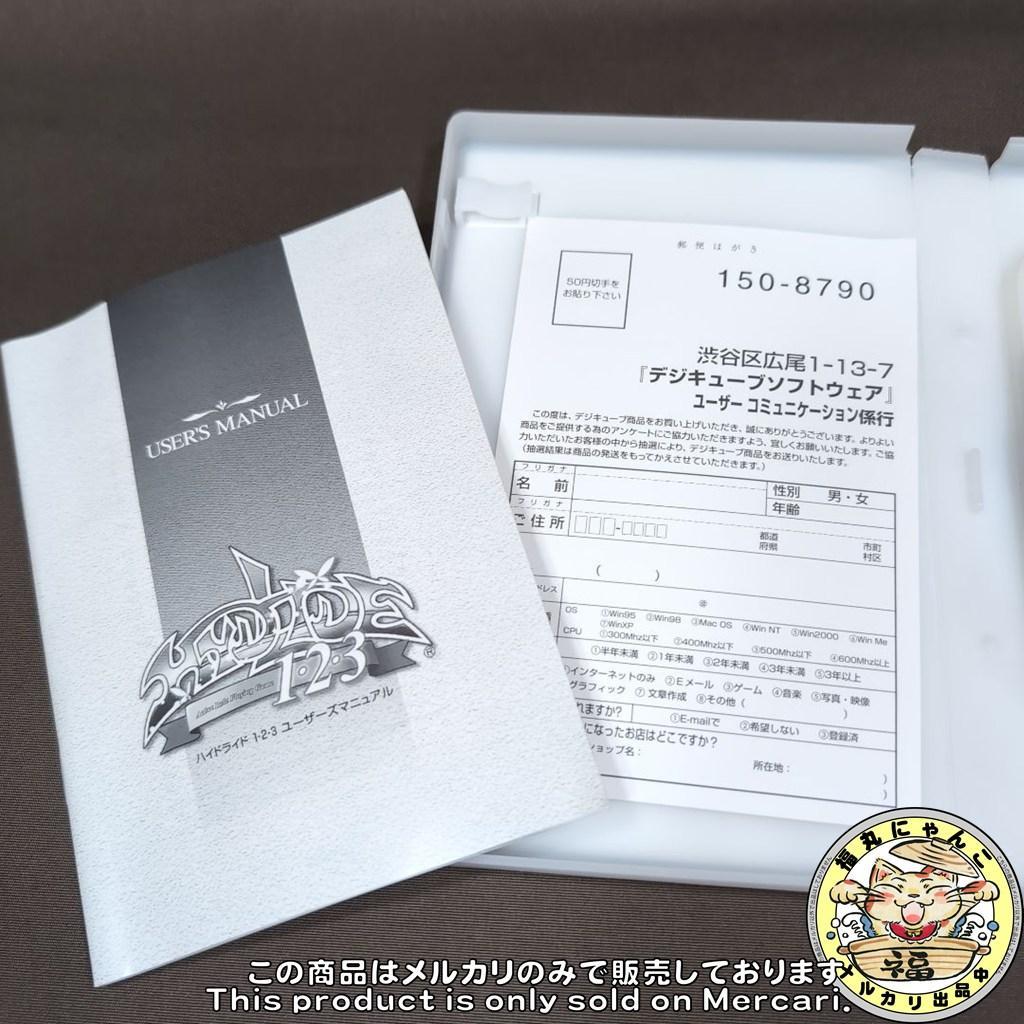 USER'S MANUAL
HYDLIDE
1・2・3
Active Role Playing Game
®
ハイドライド 1・2・3 ユーザーズマニュアル
郵便はがき
50円切手を
お貼り下さい
150-8790
渋谷区広尾1-13-7
『デジキューブソフトウェア』
ユーザー コミュニケーション係行
この度は、デジキューブ商品をお買い上げいただき、誠にありがとうございます。よりよい
商品をご提供する為のアンケートにご協力いただきますよう、宜しくお願いいたします。ご協
力いただいたお客様の中から抽選により、デジキューブ商品をお送りいたします。
(抽選結果は商品の発送をもってかえさせていただきます。)
フリガナ
名 前
性別 男・女
年齢
フリガナ
ご住所
都道
府県
市町
村区
( )
ドレス
@
OS ①Win95 ②Win98 ③Mac OS ④Win NT ⑤Win2000 ⑥Win Me
⑦WinXP
CPU ①300Mhz以下 ②400Mhz以下 ③500Mhz以下 ④600Mhz以上
①半年未満 ②1年未満 ③2年未満 ④3年未満 ⑤3年以上
①インターネットのみ ②Eメール ③ゲーム ④音楽 ⑤写真・映像
グラフィック ⑦文章作成 ⑧その他 ( )
れますか? ①E-mailで ②希望しない ③登録済
になったお店はどこですか?
ショップ名:
所在地: )
)
福丸にゃんこ
福
メルカリ出品中
この商品はメルカリのみで販売しております
This product is only sold on Mercari.